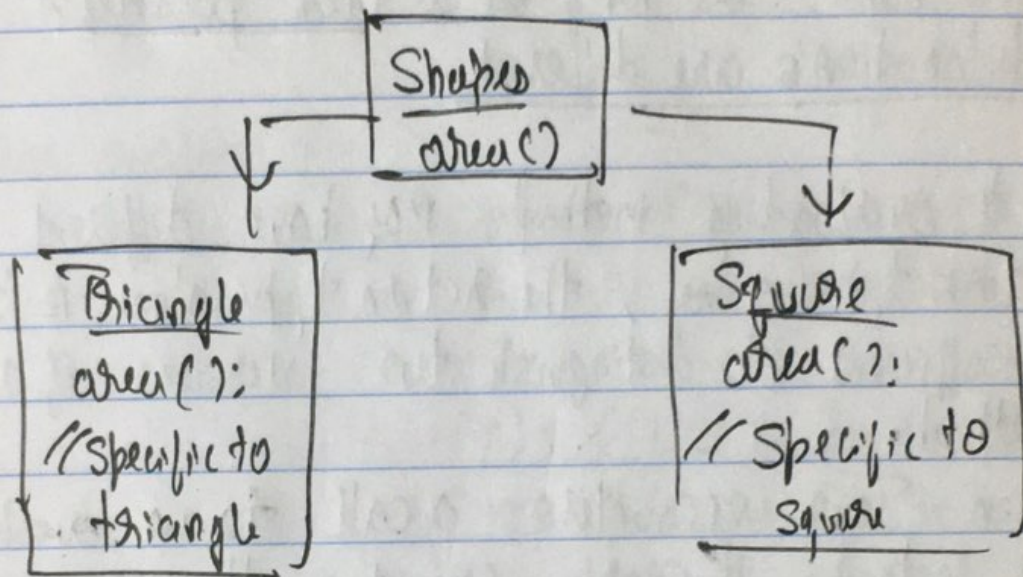 Shapes
area()
Triangle
area():
//Specific to
triangle
Square
area():
// Specific to
square